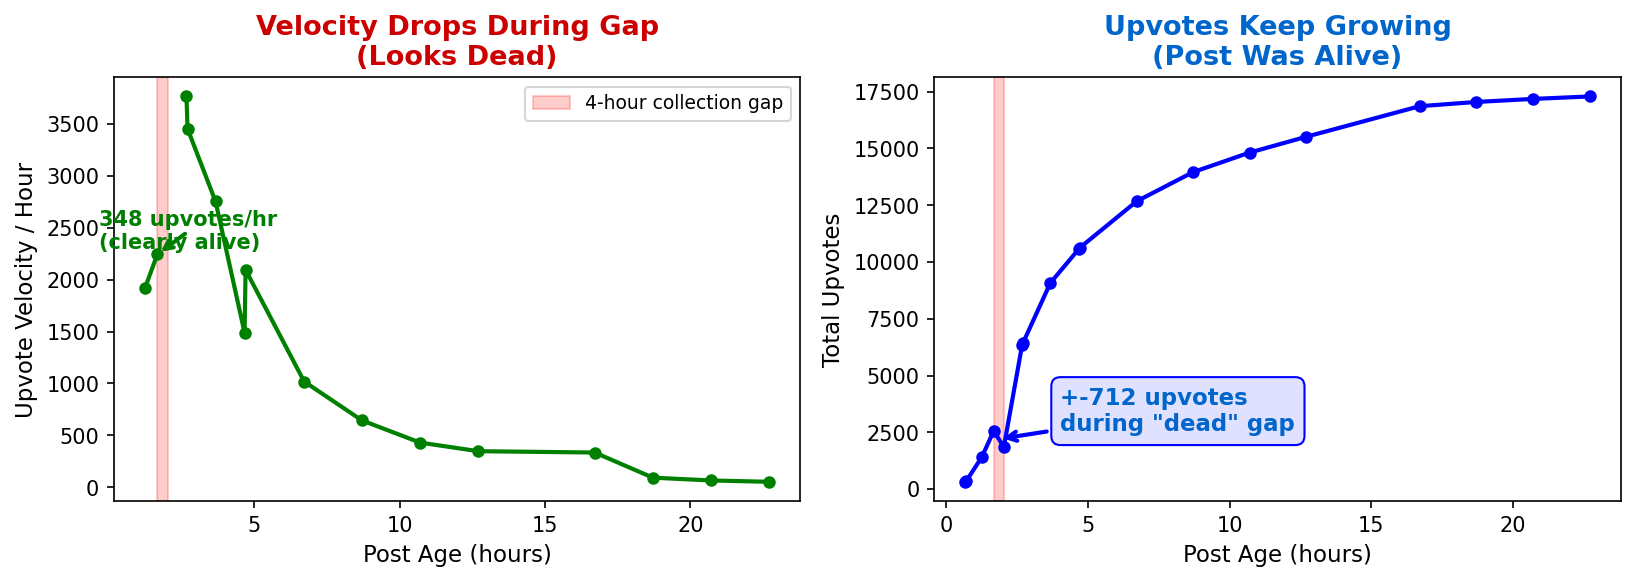 Velocity Drops During Gap
(Looks Dead)
Upvote Velocity / Hour
3500
3000
2500
2000
1500
1000
500
0
4-hour collection gap
348 upvotes/hr
(clearly alive)
5
10
15
20
Post Age (hours)
Upvotes Keep Growing
(Post Was Alive)
Total Upvotes
17500
15000
12500
10000
7500
5000
2500
0
+-712 upvotes
during "dead" gap
0
5
10
15
20
Post Age (hours)